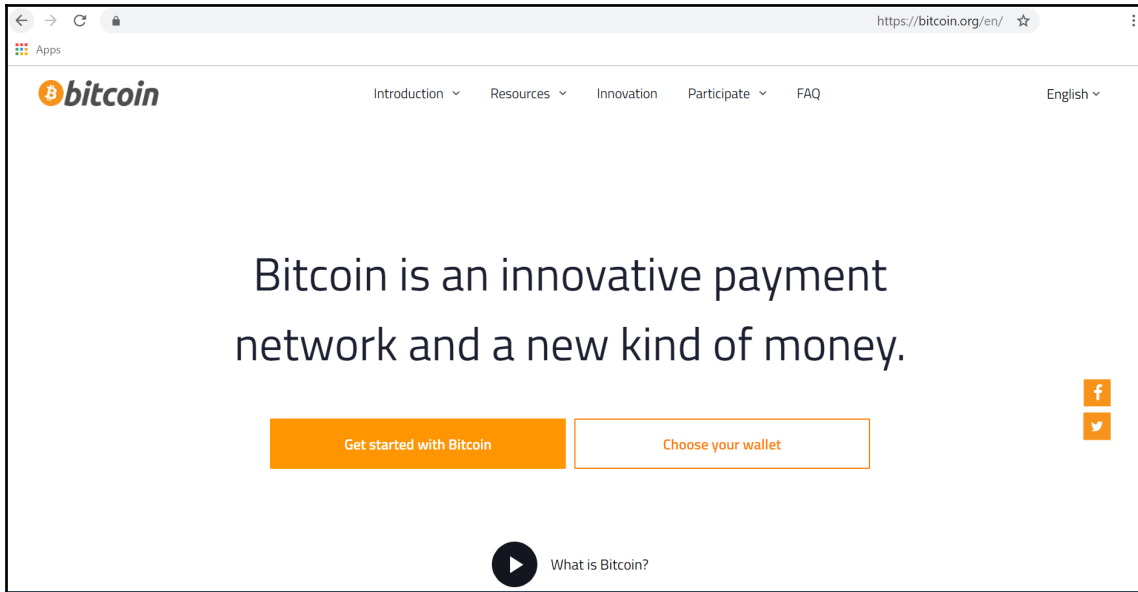 https://bitcoin.org/en/
Apps
bitcoin
Introduction Resources Innovation Participate FAQ
English
Bitcoin is an innovative payment
network and a new kind of money.
Get started with Bitcoin
Choose your wallet
What is Bitcoin?